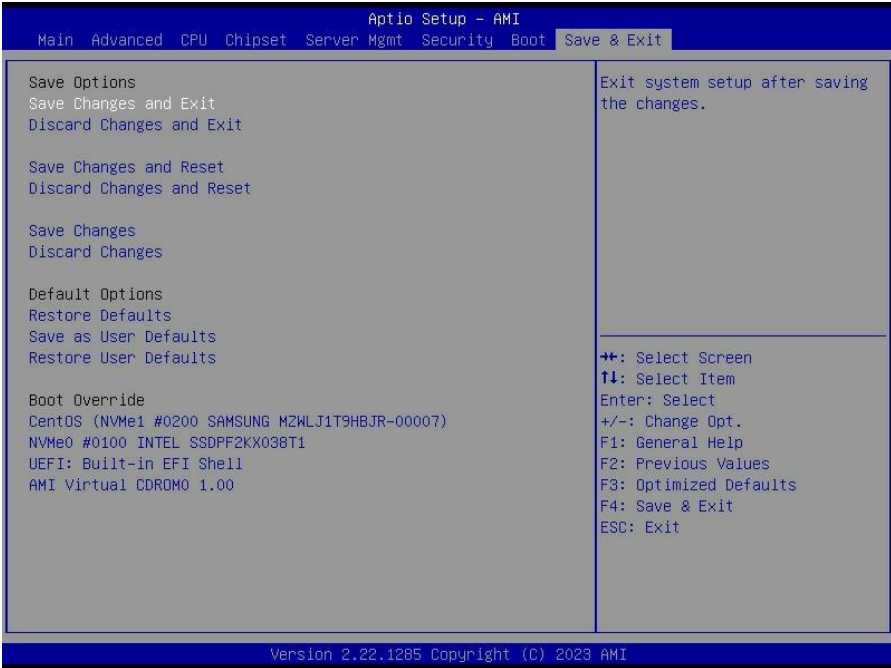 Aptio Setup - AMI
Main Advanced CPU Chipset Server Mgmt Security Boot Save & Exit
Save Options
Save Changes and Exit
Discard Changes and Exit
Save Changes and Reset
Discard Changes and Reset
Save Changes
Discard Changes
Default Options
Restore Defaults
Save as User Defaults
Restore User Defaults
Boot Override
CentOS (NVMe1 #0200 SAMSUNG MZWLJ1T9HBJR-00007)
NVMe0 #0100 INTEL SSDPF2KX038T1
UEFI: Built-in EFI Shell
AMI Virtual CDROM0 1.00
Exit system setup after saving
the changes.
→←: Select Screen
↑↓: Select Item
Enter: Select
+/-: Change Opt.
F1: General Help
F2: Previous Values
F3: Optimized Defaults
F4: Save & Exit
ESC: Exit
Version 2.22.1285 Copyright (C) 2023 AMI